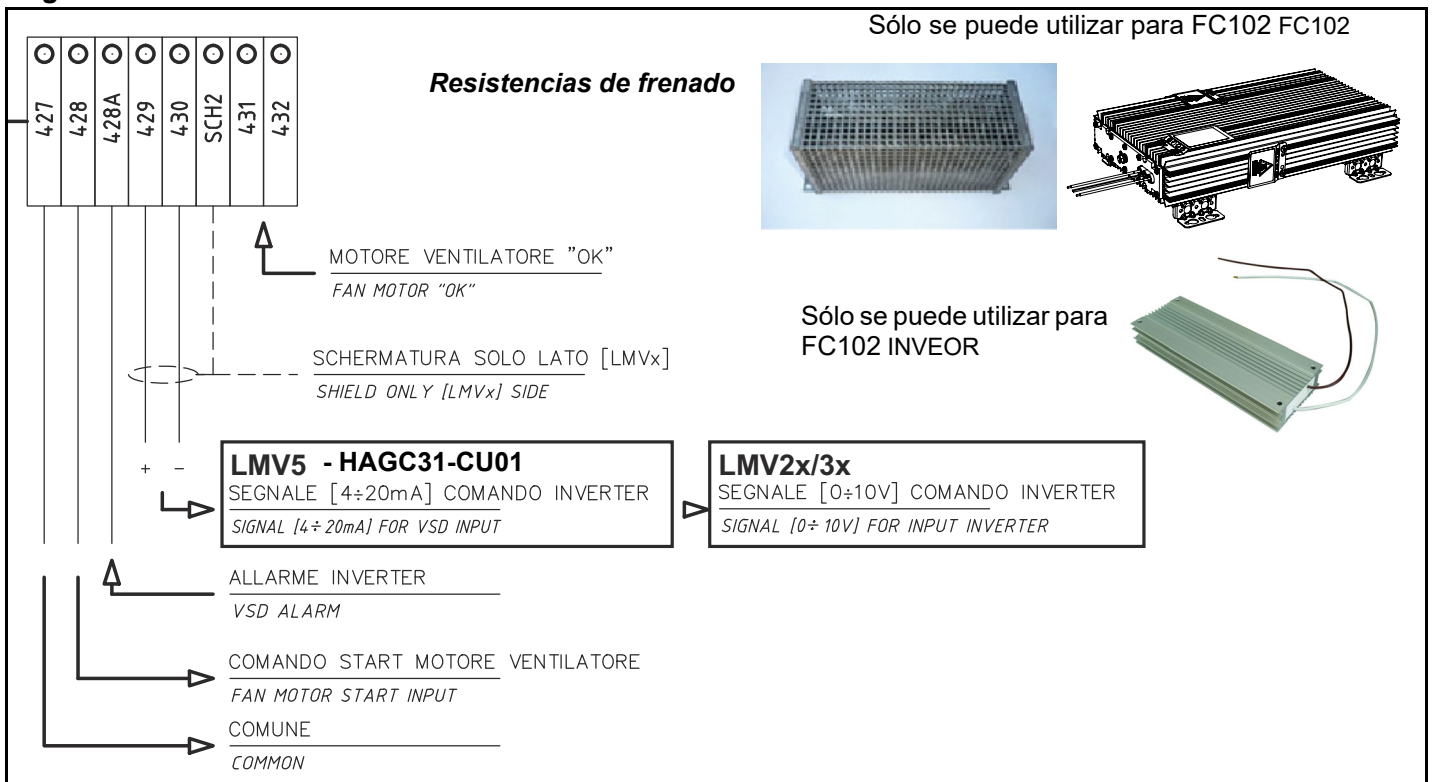 Sólo se puede utilizar para FC102 FC102
427
428
428A
429
430
SCH2
431
432
Resistencias de frenado
MOTORE VENTILATORE "OK"
FAN MOTOR "OK"
Sólo se puede utilizar para
FC102 INVEOR
SCHERMATURA SOLO LATO [LMVx]
SHIELD ONLY [LMVx] SIDE
+ -
LMV5 - HAGC31-CU01
SEGNALE [4÷20mA] COMANDO INVERTER
SIGNAL [4÷20mA] FOR VSD INPUT
LMV2x/3x
SEGNALE [0÷10V] COMANDO INVERTER
SIGNAL [0÷10V] FOR INPUT INVERTER
ALLARME INVERTER
VSD ALARM
COMANDO START MOTORE VENTILATORE
FAN MOTOR START INPUT
COMUNE
COMMON